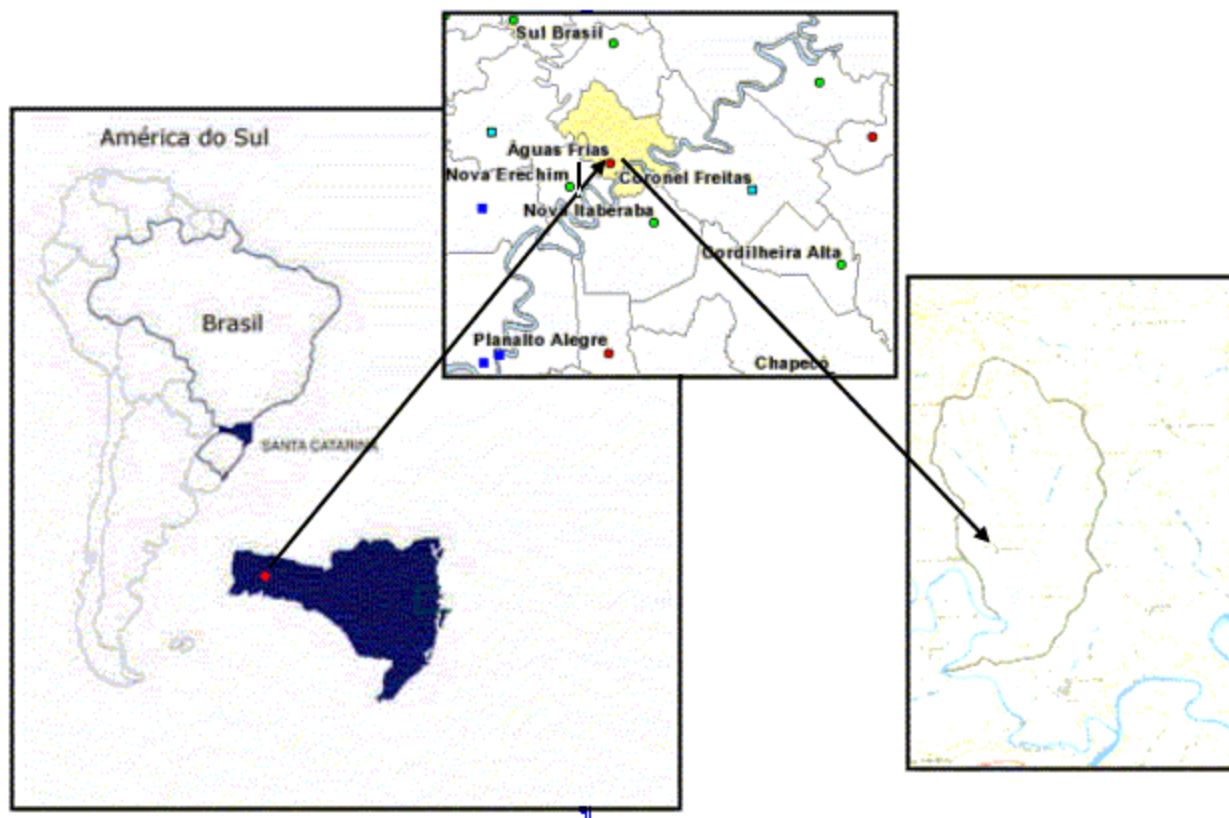 América do Sul
Brasil
SANTA CATARINA
Sul Brasil
Águas Frias
Nova Erechim
Coronel Freitas
Nova Itaberaba
Cordilheira Alta
Planalto Alegre
Chapecó